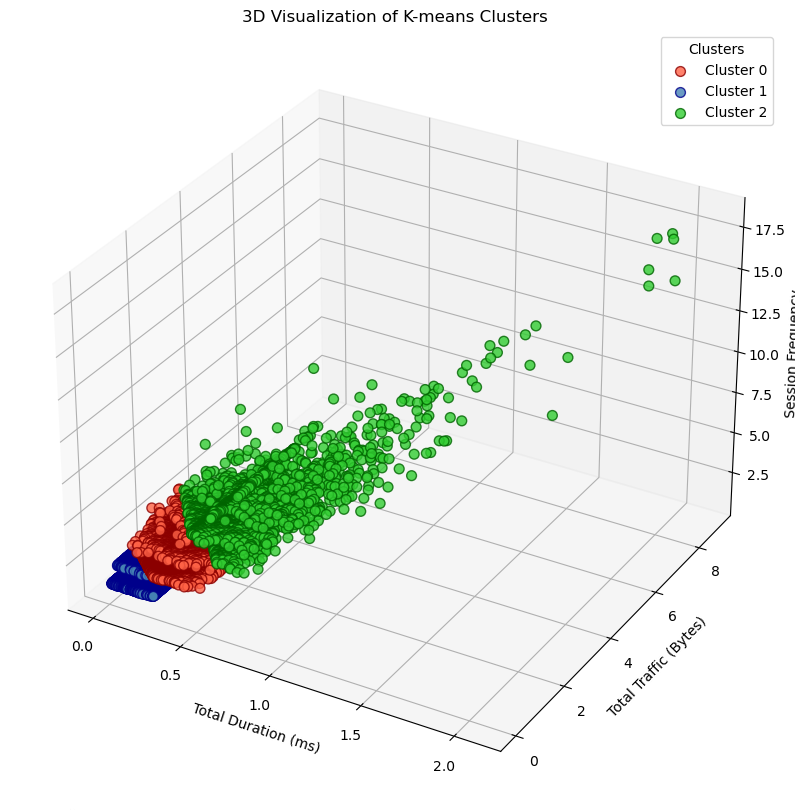 3D Visualization of K-means Clusters
Clusters
Cluster 0
Cluster 1
Cluster 2
17.5
15.0
12.5
10.0
7.5
5.0
2.5
Session Frequency
8
6
4
2
0
Total Traffic (Bytes)
0.0
0.5
1.0
1.5
2.0
Total Duration (ms)